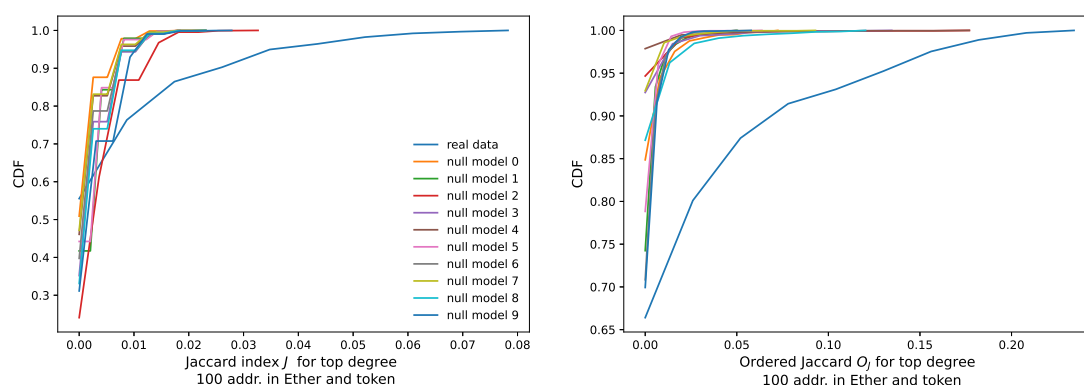 1.0
0.9
0.8
0.7
0.6
0.5
0.4
0.3
CDF
0.00 0.01 0.02 0.03 0.04 0.05 0.06 0.07 0.08
Jaccard index J for top degree
100 addr. in Ether and token
real data
null model 0
null model 1
null model 2
null model 3
null model 4
null model 5
null model 6
null model 7
null model 8
null model 9
1.00
0.95
0.90
0.85
0.80
0.75
0.70
0.65
CDF
0.00 0.05 0.10 0.15 0.20
Ordered Jaccard O_J for top degree
100 addr. in Ether and token